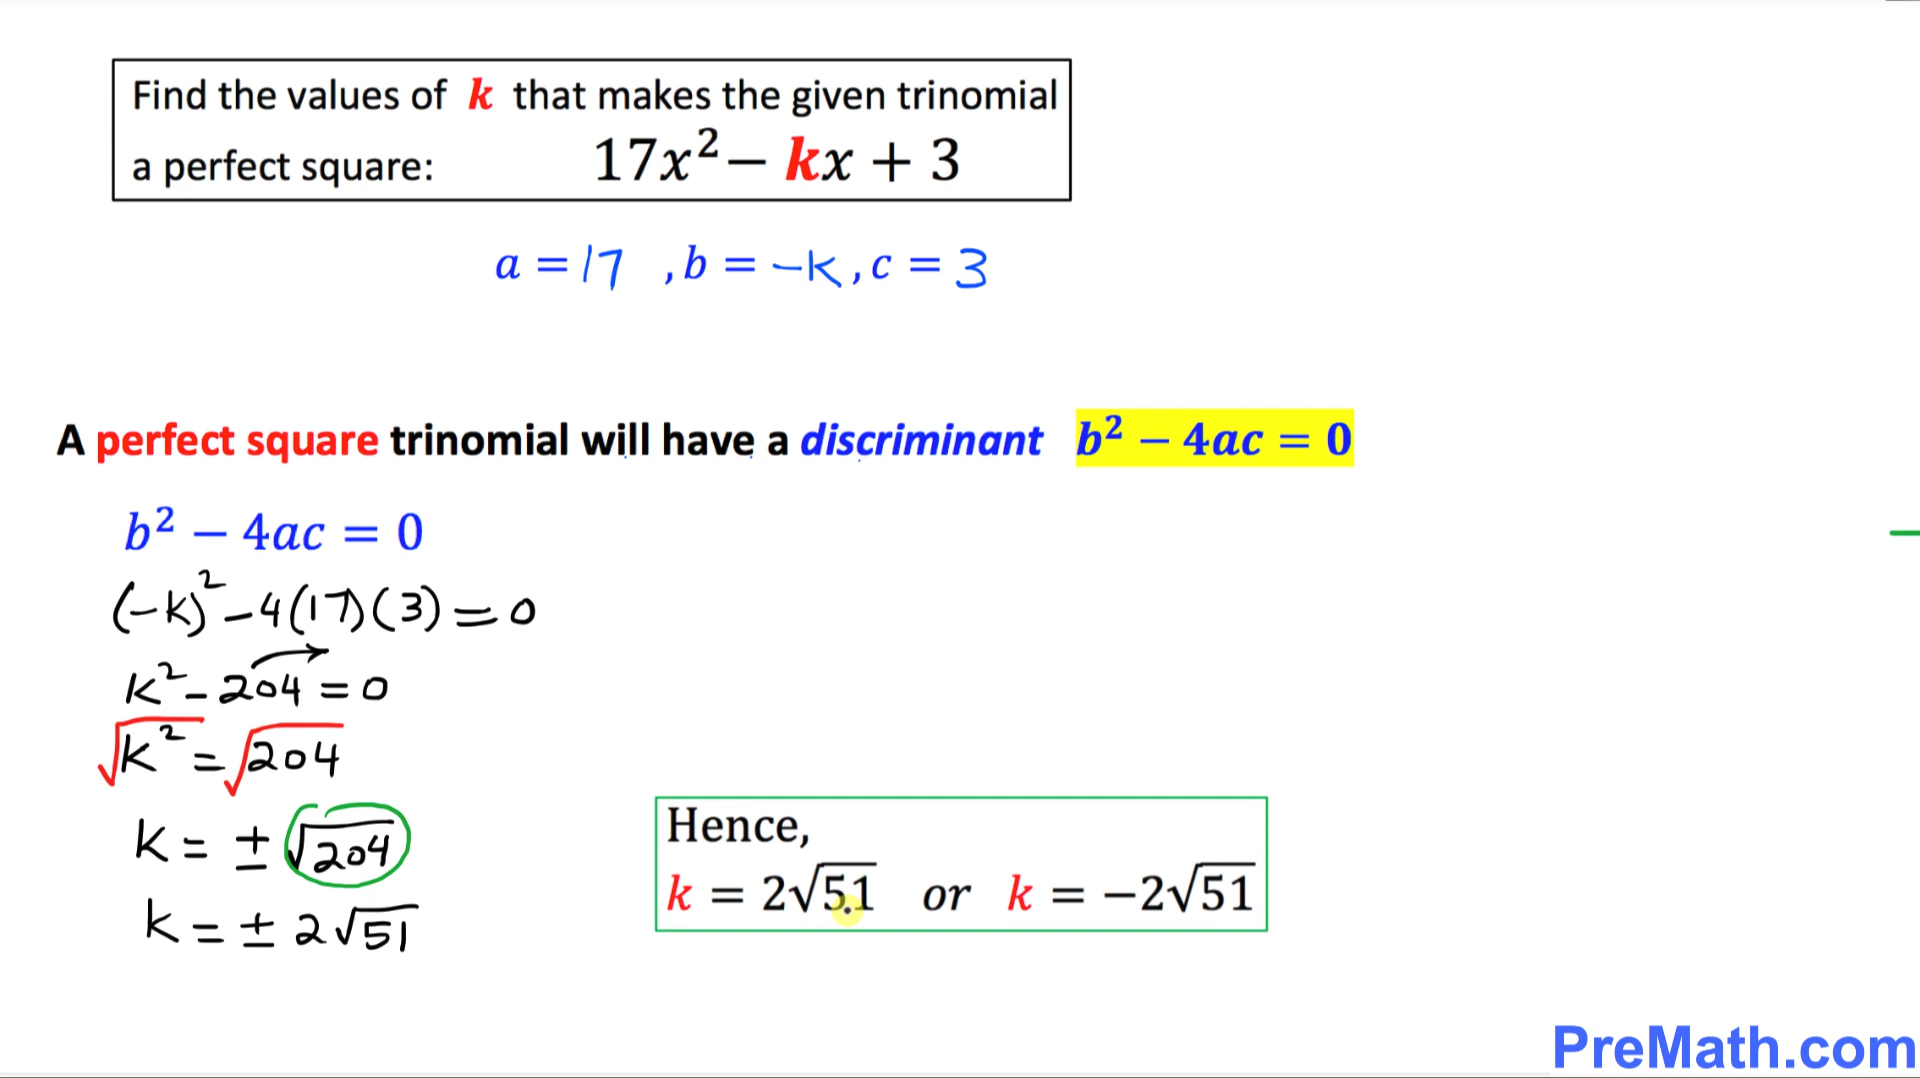 Find the values of k that makes the given trinomial
a perfect square: 17x² − kx + 3
a = 17 , b = −K , c = 3
A perfect square trinomial will have a discriminant b² − 4ac = 0
b² − 4ac = 0
(−K)² − 4(17)(3) = 0
K² − 204 = 0
√K² = √204
K = ± √204
K = ± 2√51
Hence,
k = 2√51 or k = −2√51
PreMath.com